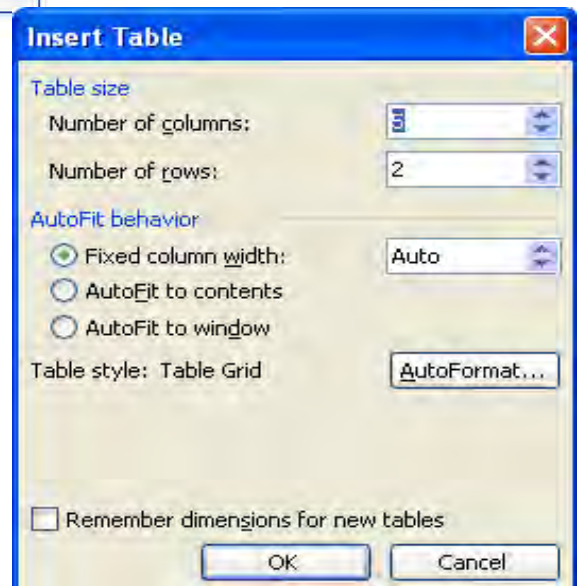 Insert Table
Table size
Number of columns: 5
Number of rows: 2
AutoFit behavior
Fixed column width: Auto
AutoFit to contents
AutoFit to window
Table style: Table Grid AutoFormat...
Remember dimensions for new tables
OK Cancel